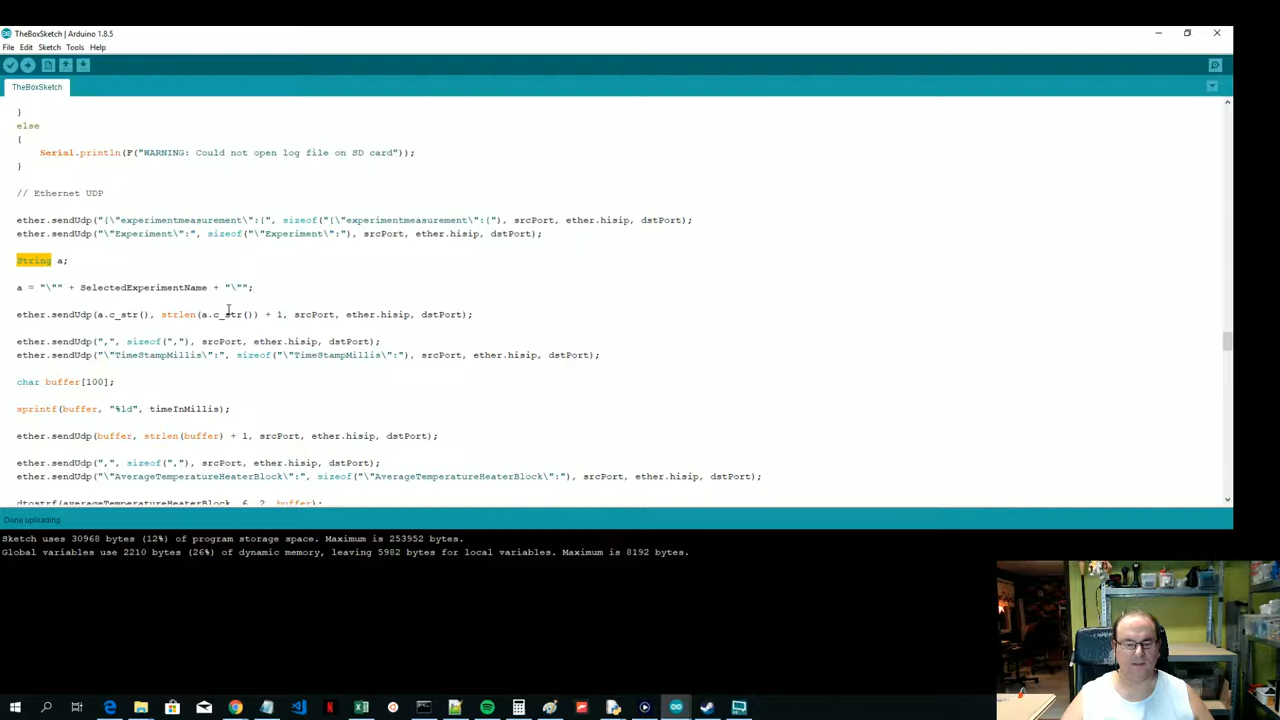 TheBoxSketch | Arduino 1.8.5
File Edit Sketch Tools Help
TheBoxSketch
}
else
{
Serial.println(F("WARNING: Could not open log file on SD card"));
}
// Ethernet UDP
ether.sendUdp("{\"experimentmeasurement\":{", sizeof("{\"experimentmeasurement\":{"), srcPort, ether.hisip, dstPort);
ether.sendUdp("\"Experiment\":", sizeof("\"Experiment\":"), srcPort, ether.hisip, dstPort);
String a;
a = "\"" + SelectedExperimentName + "\"";
ether.sendUdp(a.c_str(), strlen(a.c_str()) + 1, srcPort, ether.hisip, dstPort);
ether.sendUdp(",", sizeof(","), srcPort, ether.hisip, dstPort);
ether.sendUdp("\"TimeStampMillis\":", sizeof("\"TimeStampMillis\":"), srcPort, ether.hisip, dstPort);
char buffer[100];
sprintf(buffer, "%ld", timeInMillis);
ether.sendUdp(buffer, strlen(buffer) + 1, srcPort, ether.hisip, dstPort);
ether.sendUdp(",", sizeof(","), srcPort, ether.hisip, dstPort);
ether.sendUdp("\"AverageTemperatureHeaterBlock\":", sizeof("\"AverageTemperatureHeaterBlock\":"), srcPort, ether.hisip, dstPort);
dtostrf(averageTemperatureHeaterBlock, 6, 2, buffer);
Done uploading.
Sketch uses 30968 bytes (12%) of program storage space. Maximum is 253952 bytes.
Global variables use 2210 bytes (26%) of dynamic memory, leaving 5982 bytes for local variables. Maximum is 8192 bytes.